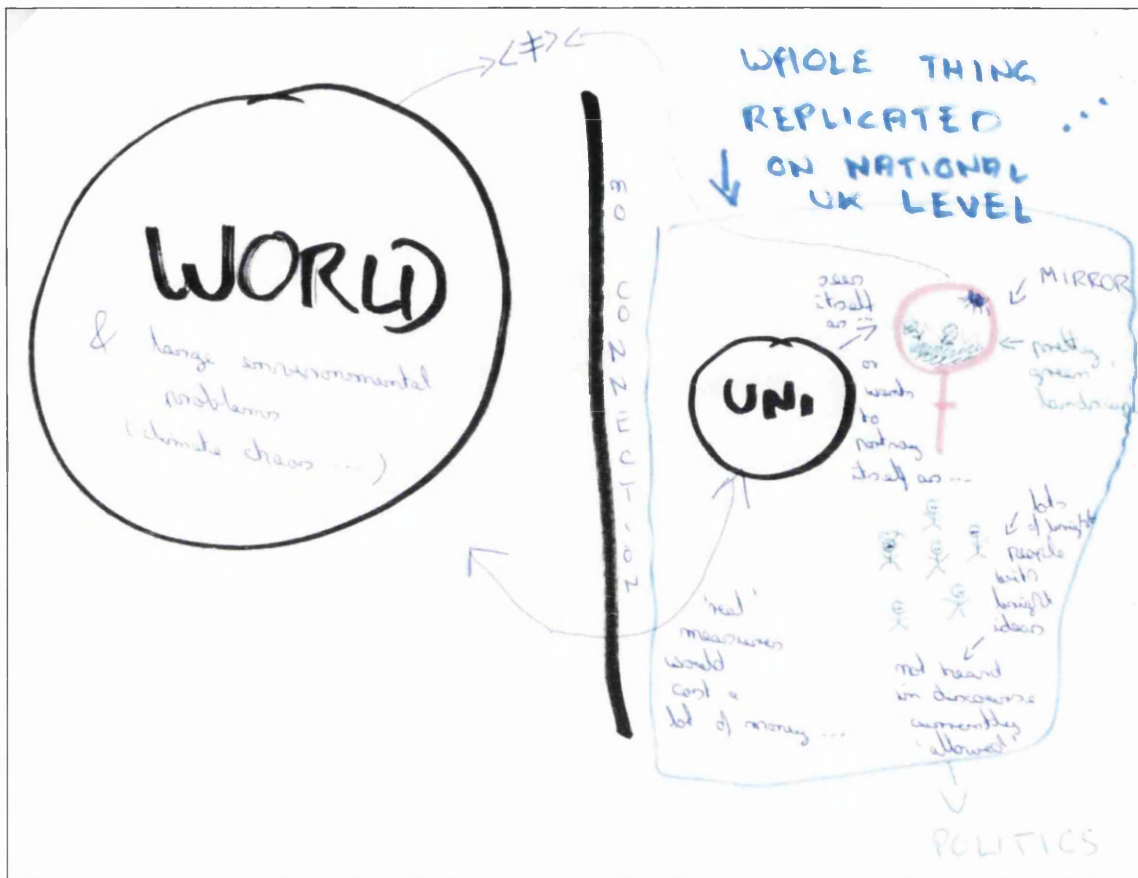 < ≠ >
WORLD
& large environmental
problems
(climate chaos ...)
NO CONNECTION
WHOLE THING
REPLICATED ...
ON NATIONAL
UK LEVEL
sees
itself
as ...
or
wants
to
portray
itself as ...
UNI
MIRROR
pretty
'green'
landscape
lots
of bright
people
with
bright
ideas
not heard
in discourse
currently
'allowed'
'real'
measures
would
cost a
lot of money ...
POLITICS